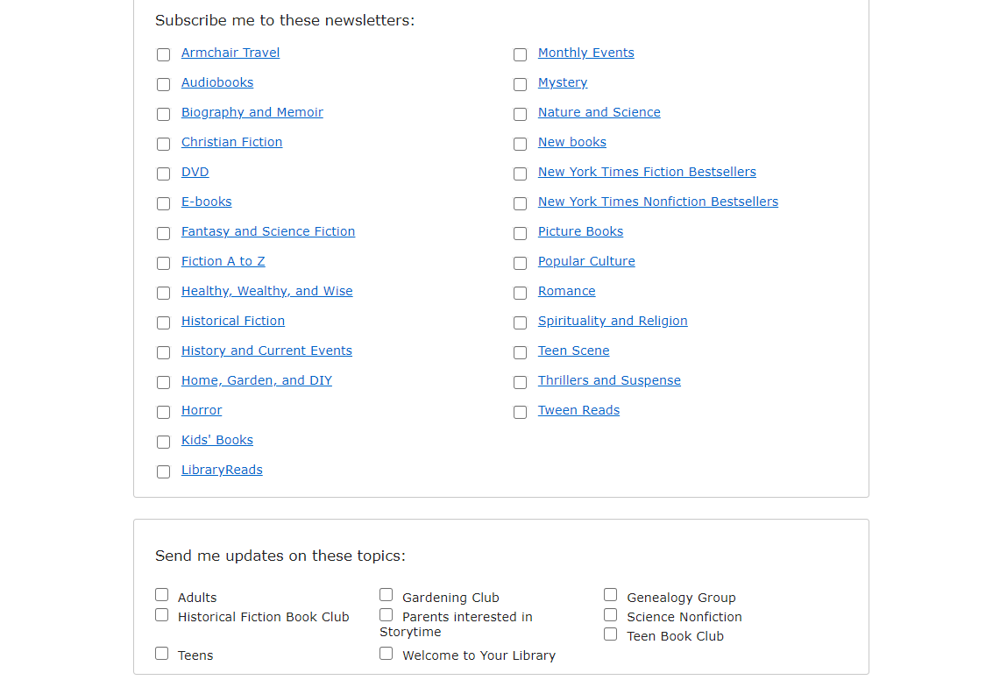 Subscribe me to these newsletters:
Armchair Travel
Audiobooks
Biography and Memoir
Christian Fiction
DVD
E-books
Fantasy and Science Fiction
Fiction A to Z
Healthy, Wealthy, and Wise
Historical Fiction
History and Current Events
Home, Garden, and DIY
Horror
Kids' Books
LibraryReads
Monthly Events
Mystery
Nature and Science
New books
New York Times Fiction Bestsellers
New York Times Nonfiction Bestsellers
Picture Books
Popular Culture
Romance
Spirituality and Religion
Teen Scene
Thrillers and Suspense
Tween Reads
Send me updates on these topics:
Adults
Historical Fiction Book Club
Teens
Gardening Club
Parents interested in
Storytime
Welcome to Your Library
Genealogy Group
Science Nonfiction
Teen Book Club